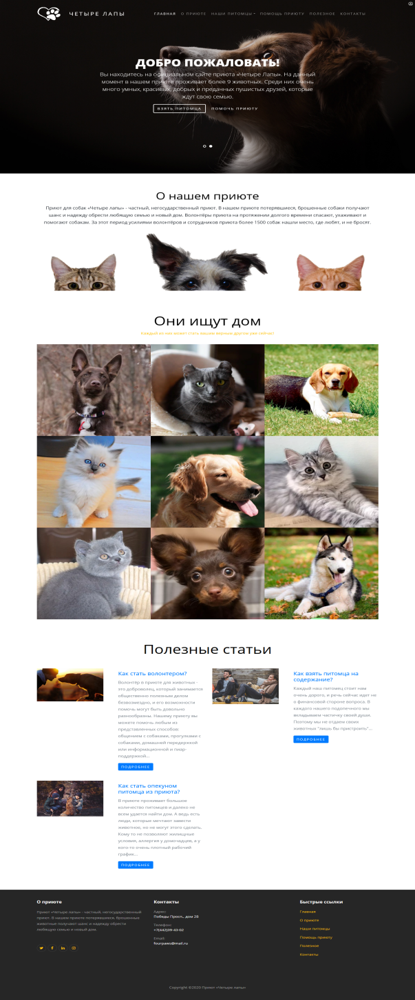 ЧЕТЫРЕ ЛАПЫ
ГЛАВНАЯ О ПРИЮТЕ НАШИ ПИТОМЦЫ ПОМОЩЬ ПРИЮТУ ПОЛЕЗНОЕ КОНТАКТЫ
ДОБРО ПОЖАЛОВАТЬ!
Вы находитесь на официальном сайте приюта «Четыре Лапы». На данный
момент в нашем приюте проживает более 9 животных. Среди них очень
много умных, красивых, добрых и преданных пушистых друзей, которые
ждут свою семью.
ВЗЯТЬ ПИТОМЦА ПОМОЧЬ ПРИЮТУ
О нашем приюте
Приют для собак «Четыре лапы» - частный, негосударственный приют. В нашем приюте потерявшиеся, брошенные собаки получают
шанс и надежду обрести любящую семью и новый дом. Волонтёры приюта на протяжении долгого времени спасают, ухаживают и
помогают собакам. За этот период усилиями волонтёров и сотрудников приюта более 1500 собак нашли место, где любят, и не бросят.
Они ищут дом
Каждый из них может стать вашим верным другом уже сейчас!
Полезные статьи
Как стать волонтером?
Волонтёр в приюте для животных -
это доброволец, который занимается
общественно полезным делом
безвозмездно, и его возможности
помочь могут быть довольно
разнообразны. Нашему приюту вы
можете помочь любым из
представленных способов:
общением с собаками, прогулками с
собаками, домашней передержкой
или информационной и пиар-
поддержкой...
ПОДРОБНЕЕ
Как взять питомца на
содержание?
Каждый наш питомец стоит нам
очень дорого, и речь сейчас идет не
о финансовой стороне вопроса. В
каждого нашего подопечного мы
вкладываем частичку своей души.
Поэтому мы не отдаем своих
животных "лишь бы пристроить"...
ПОДРОБНЕЕ
Как стать опекуном
питомца из приюта?
В приюте проживает большое
количество питомцев и далеко не
всем удается найти дом. А ведь есть
люди, которые мечтают завести
животное, но не могут этого сделать.
Кому то не позволяют жилищные
условия, аллергия у домочадцев, а у
кого-то очень плотный рабочий
график...
ПОДРОБНЕЕ
О приюте
Приют «Четыре лапы» - частный, негосударственный
приют. В нашем приюте потерявшиеся, брошенные
животные получают шанс и надежду обрести
любящую семью и новый дом.
Контакты
Адрес:
Победы Просп., дом 28
Телефон:
+7(442)39-43-02
Email:
fourpaws@mail.ru
Быстрые ссылки
Главная
О приюте
Наши питомцы
Помощь приюту
Полезное
Контакты
Copyright ©2020 Приют «Четыре лапы»